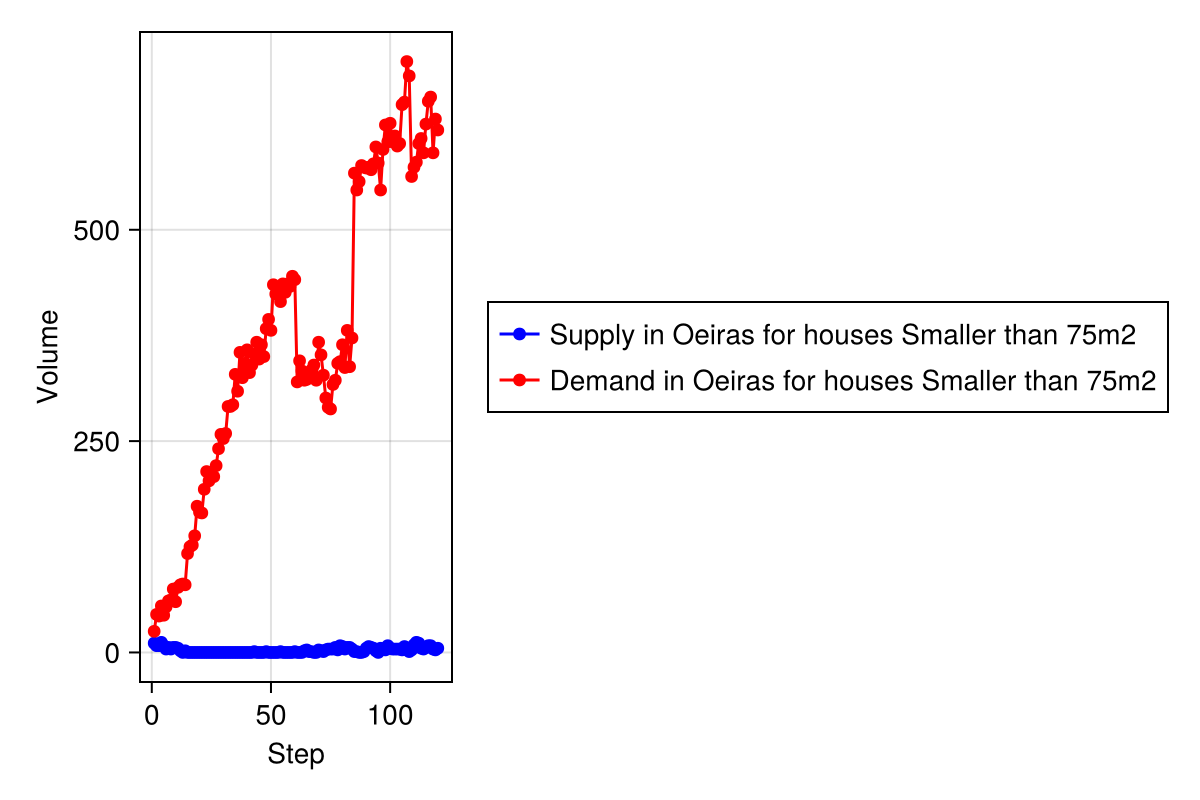 Volume
500
250
0
0 50 100
Step
Supply in Oeiras for houses Smaller than 75m2
Demand in Oeiras for houses Smaller than 75m2